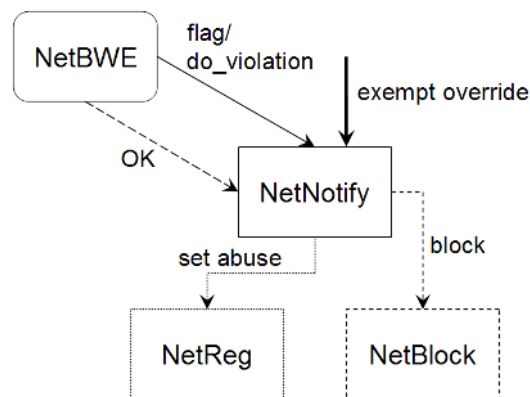 flag/
do_violation
NetBWE
exempt override
OK
NetNotify
set abuse
block
NetReg
NetBlock